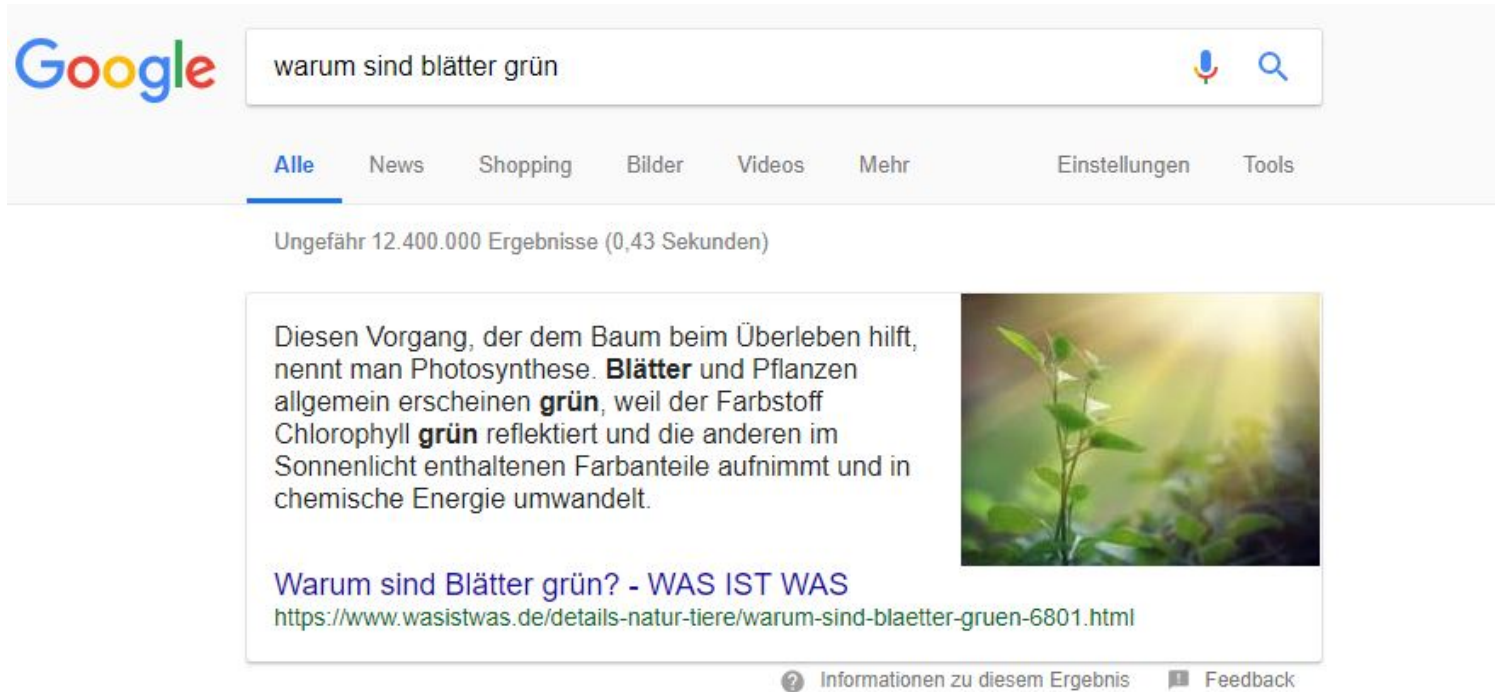 Google
warum sind blätter grün
Alle News Shopping Bilder Videos Mehr Einstellungen Tools
Ungefähr 12.400.000 Ergebnisse (0,43 Sekunden)
Diesen Vorgang, der dem Baum beim Überleben hilft,
nennt man Photosynthese. Blätter und Pflanzen
allgemein erscheinen grün, weil der Farbstoff
Chlorophyll grün reflektiert und die anderen im
Sonnenlicht enthaltenen Farbanteile aufnimmt und in
chemische Energie umwandelt.
Warum sind Blätter grün? - WAS IST WAS
https://www.wasistwas.de/details-natur-tiere/warum-sind-blaetter-gruen-6801.html
Informationen zu diesem Ergebnis Feedback